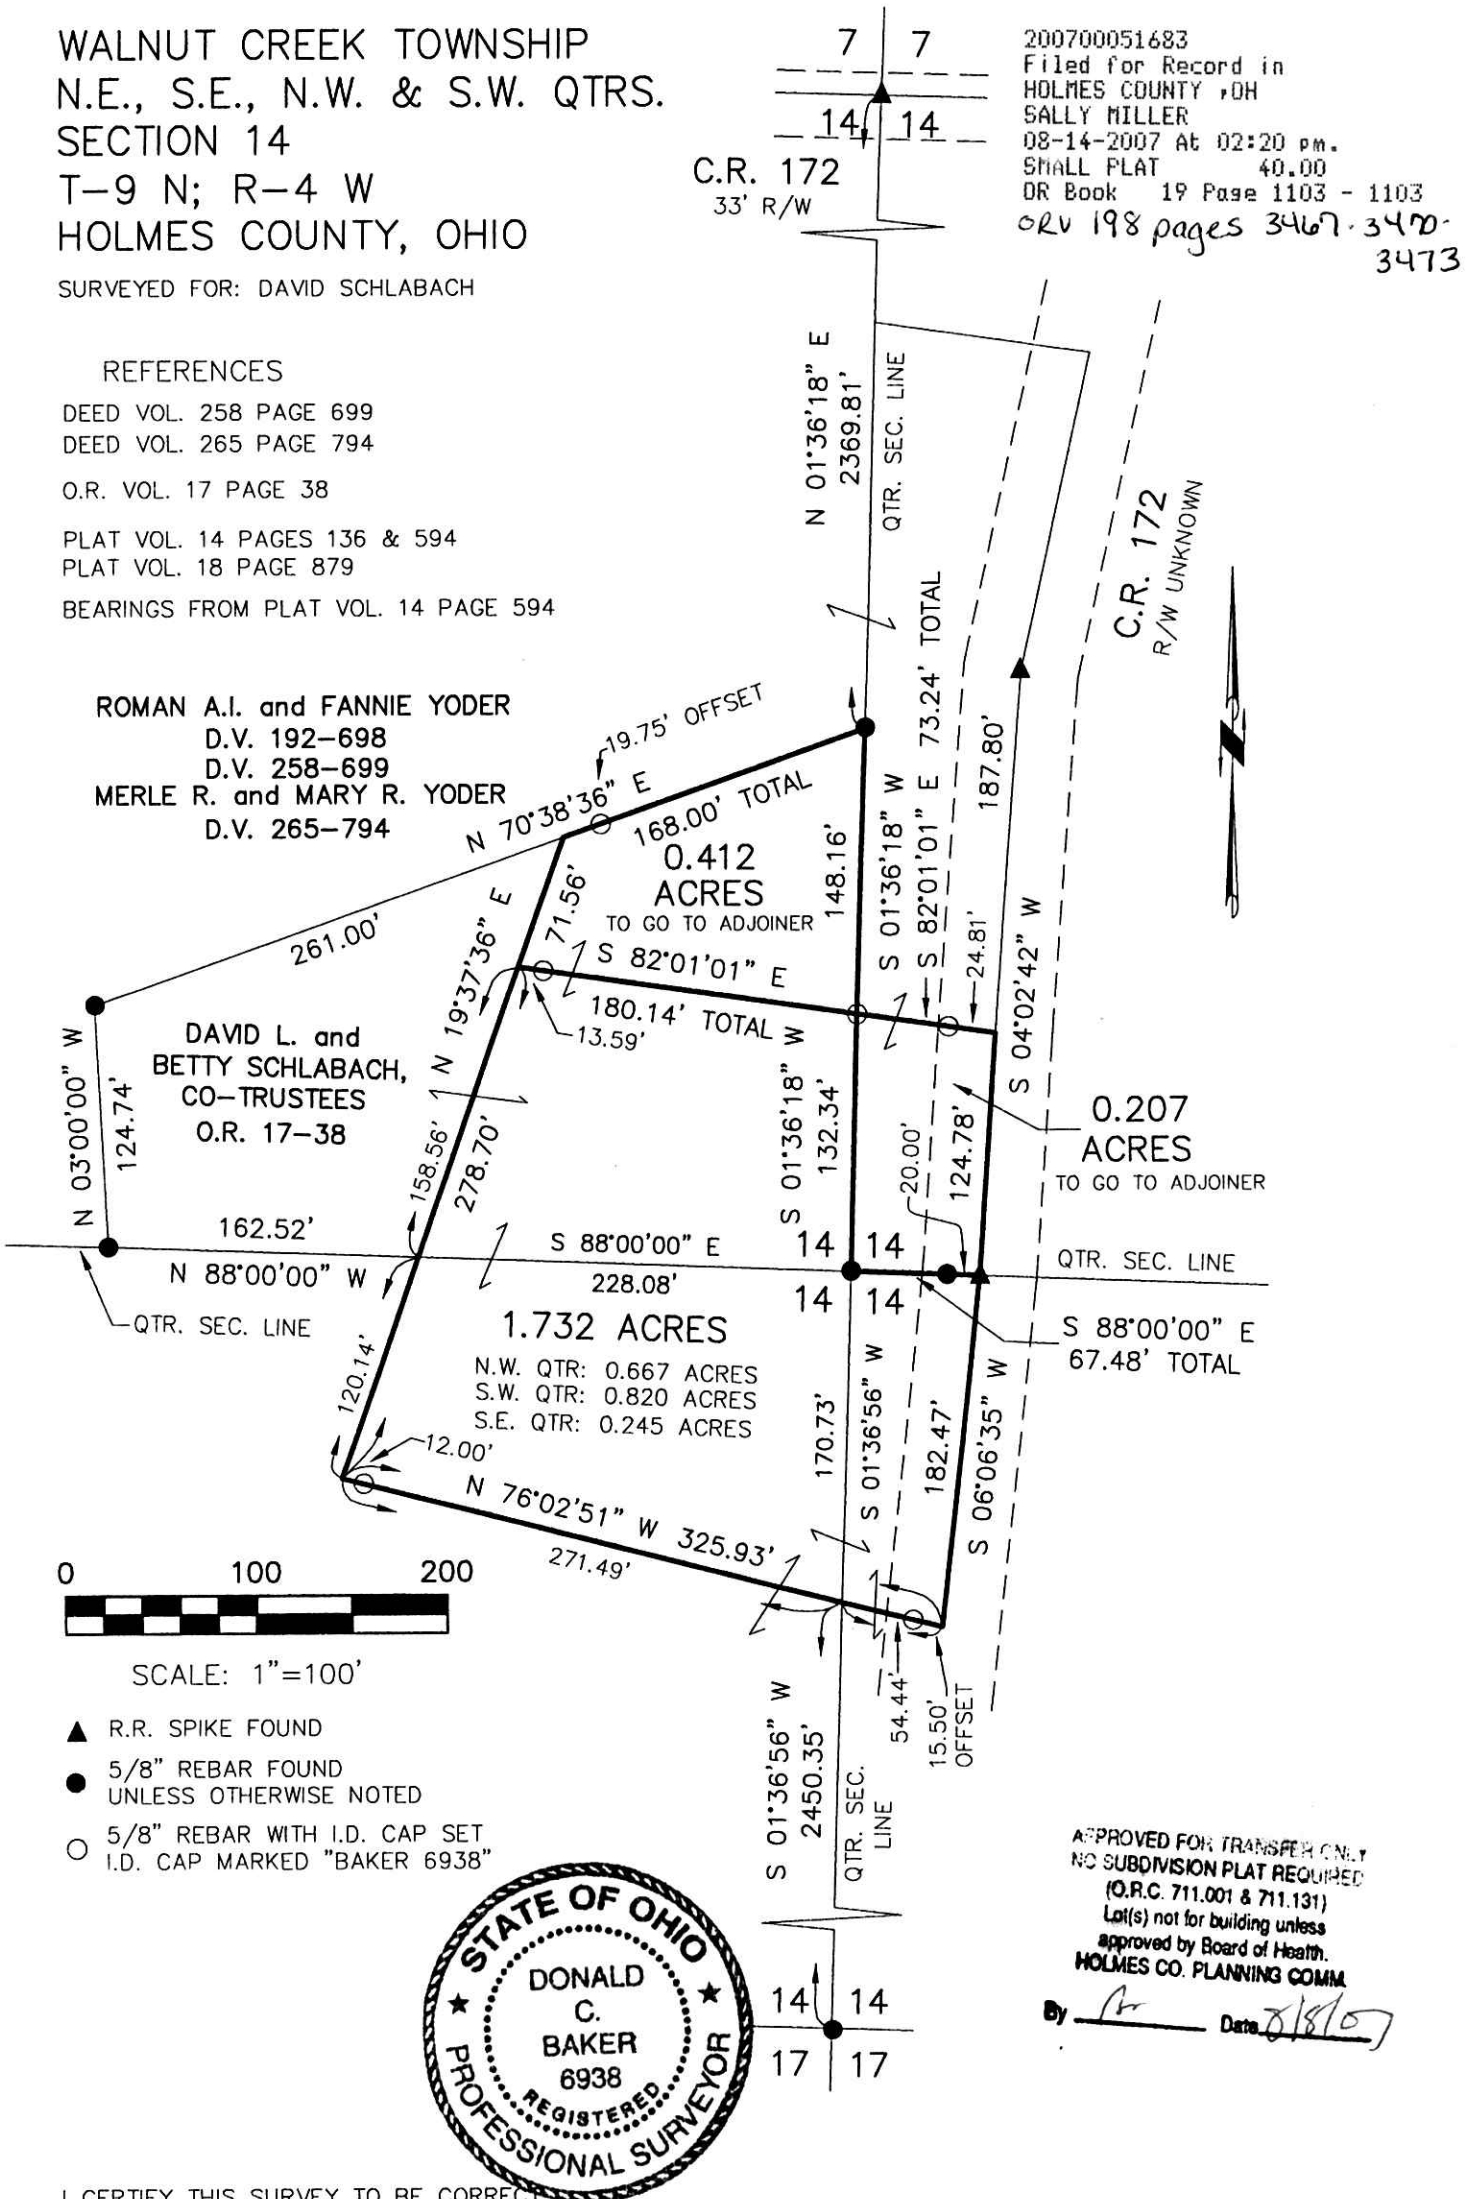 WALNUT CREEK TOWNSHIP
N.E., S.E., N.W. & S.W. QTRS.
SECTION 14
T-9 N; R-4 W
HOLMES COUNTY, OHIO
SURVEYED FOR: DAVID SCHLABACH
REFERENCES
DEED VOL. 258 PAGE 699
DEED VOL. 265 PAGE 794
O.R. VOL. 17 PAGE 38
PLAT VOL. 14 PAGES 136 & 594
PLAT VOL. 18 PAGE 879
BEARINGS FROM PLAT VOL. 14 PAGE 594
7 7
14 14
C.R. 172
33' R/W
200700051683
Filed for Record in
HOLMES COUNTY ,OH
SALLY MILLER
08-14-2007 At 02:20 pm.
SMALL PLAT 40.00
OR Book 19 Page 1103 - 1103
ORV 198 pages 3467-3470-
3473
N 01°36'18" E
2369.81'
QTR. SEC. LINE
C.R. 172
R/W UNKNOWN
ROMAN A.I. and FANNIE YODER
D.V. 192-698
D.V. 258-699
MERLE R. and MARY R. YODER
D.V. 265-794
19.75' OFFSET
N 70°38'36" E
168.00' TOTAL
261.00'
0.412
ACRES
TO GO TO ADJOINER
148.16'
S 01°36'18" W
S 82°01'01" E 73.24' TOTAL
24.81'
187.80'
S 04°02'42" W
N 19°37'36" E
71.56'
S 82°01'01" E
180.14' TOTAL
13.59'
N 03°00'00" W
124.74'
DAVID L. and
BETTY SCHLABACH,
CO-TRUSTEES
O.R. 17-38
158.56'
278.70'
S 01°36'18" W
132.34'
20.00'
124.78'
0.207
ACRES
TO GO TO ADJOINER
162.52'
N 88°00'00" W
QTR. SEC. LINE
S 88°00'00" E
228.08'
14 14
14 14
QTR. SEC. LINE
S 88°00'00" E
67.48' TOTAL
1.732 ACRES
N.W. QTR: 0.667 ACRES
S.W. QTR: 0.820 ACRES
S.E. QTR: 0.245 ACRES
120.14'
12.00'
N 76°02'51" W 325.93'
271.49'
170.73'
S 01°36'56" W
182.47'
S 06°06'35" W
54.44'
15.50'
OFFSET
0 100 200
SCALE: 1"=100'
R.R. SPIKE FOUND
5/8" REBAR FOUND
UNLESS OTHERWISE NOTED
5/8" REBAR WITH I.D. CAP SET
I.D. CAP MARKED "BAKER 6938"
S 01°36'56" W
2450.35'
QTR. SEC.
LINE
14 14
17 17
STATE OF OHIO
DONALD
C.
BAKER
6938
REGISTERED
PROFESSIONAL SURVEYOR
APPROVED FOR TRANSFER ONLY
NO SUBDIVISION PLAT REQUIRED
(O.R.C. 711.001 & 711.131)
Lot(s) not for building unless
approved by Board of Health.
HOLMES CO. PLANNING COMM.
By Date 8/8/07
I CERTIFY THIS SURVEY TO BE CORRECT